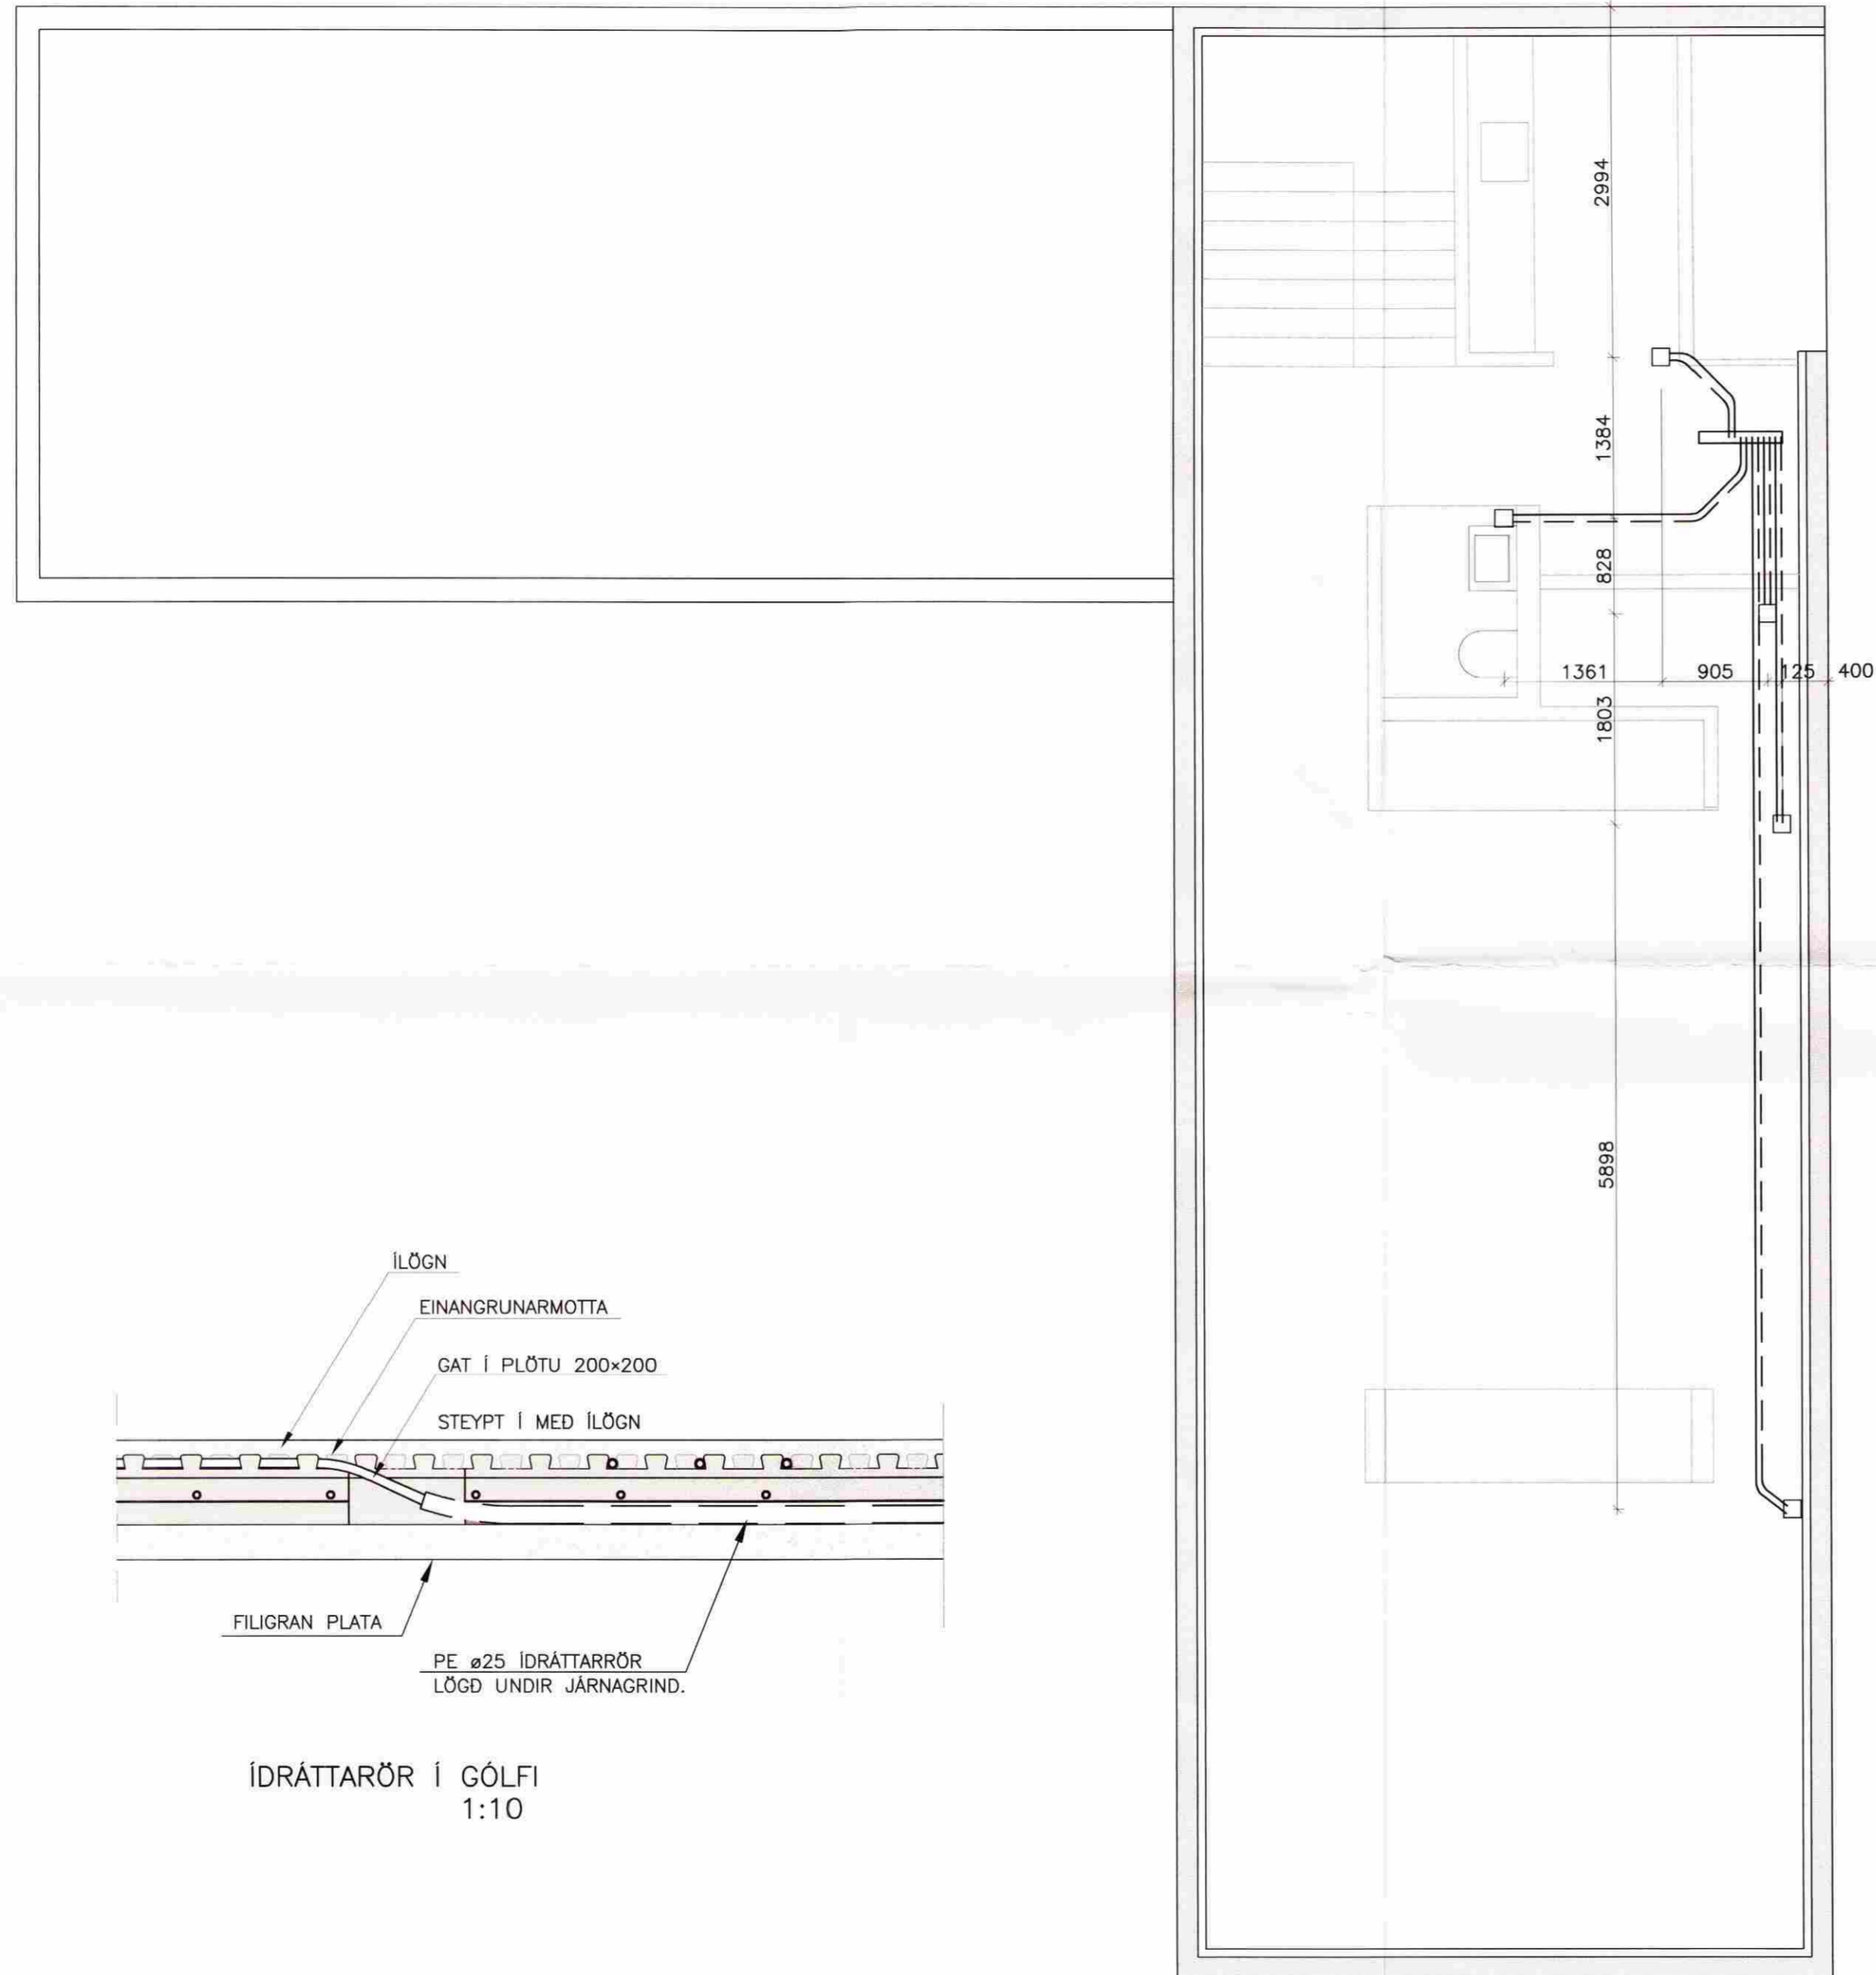 2994
1384
828
1361
905
125
400
1803
5898
ÍLÖGN
EINANGRUNARMOTTA
GAT Í PLÖTU 200×200
STEYPT Í MEÐ ÍLÖGN
FILIGRAN PLATA
PE ø25 ÍDRÁTTARRÖR
LÖGÐ UNDIR JÁRNAGRIND.
ÍDRÁTTARÖR Í GÓLFI
1:10